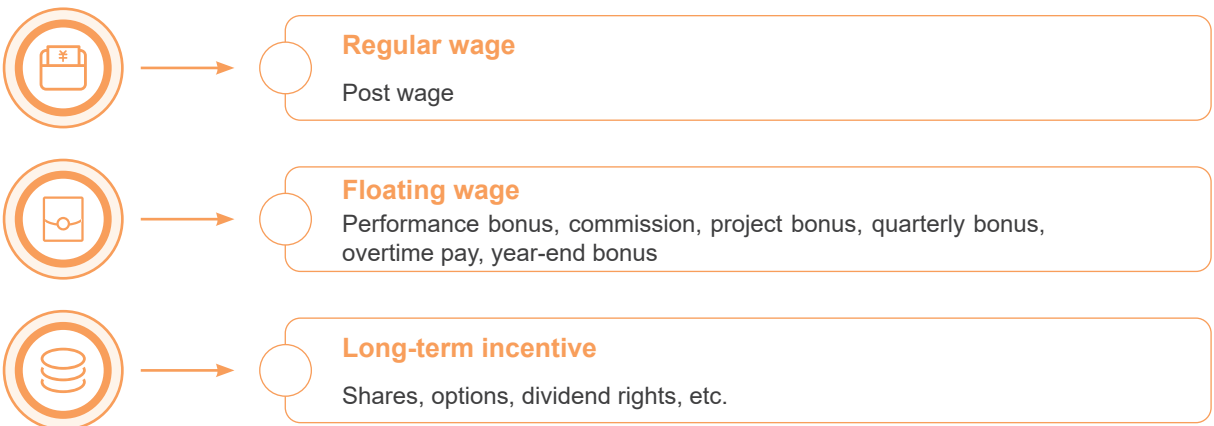 ¥
Regular wage
Post wage
Floating wage
Performance bonus, commission, project bonus, quarterly bonus,
overtime pay, year-end bonus
Long-term incentive
Shares, options, dividend rights, etc.